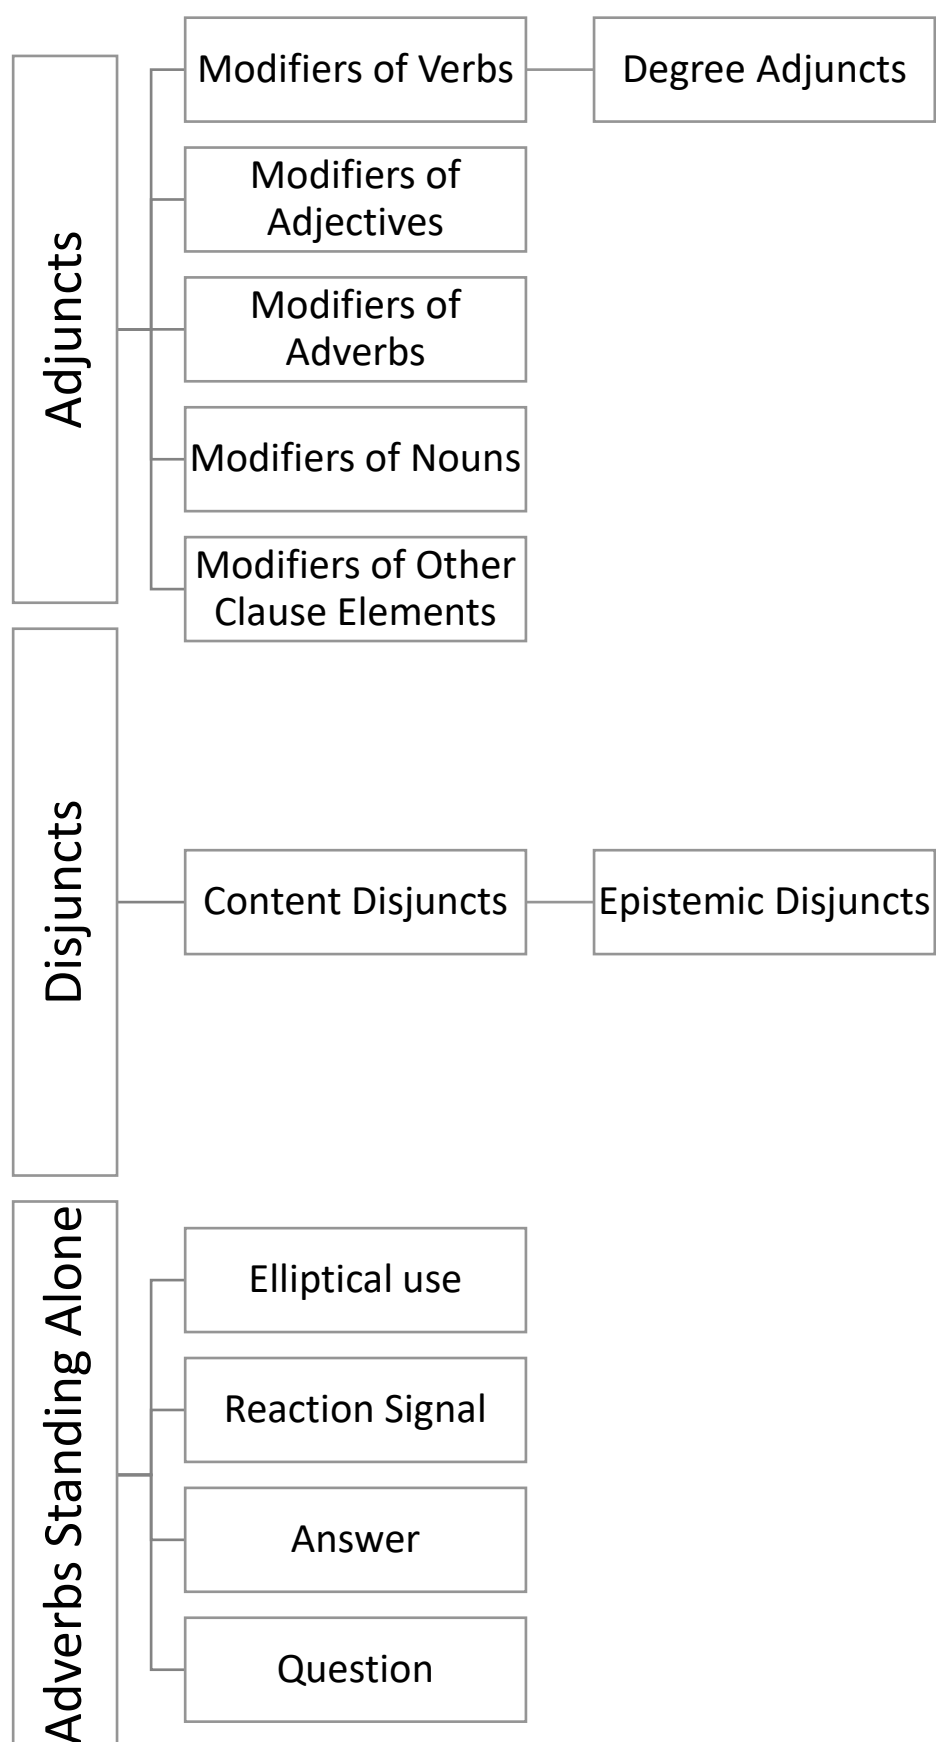 Adjuncts
Modifiers of Verbs
Degree Adjuncts
Modifiers of
Adjectives
Modifiers of
Adverbs
Modifiers of Nouns
Modifiers of Other
Clause Elements
Disjuncts
Content Disjuncts
Epistemic Disjuncts
Adverbs Standing Alone
Elliptical use
Reaction Signal
Answer
Question